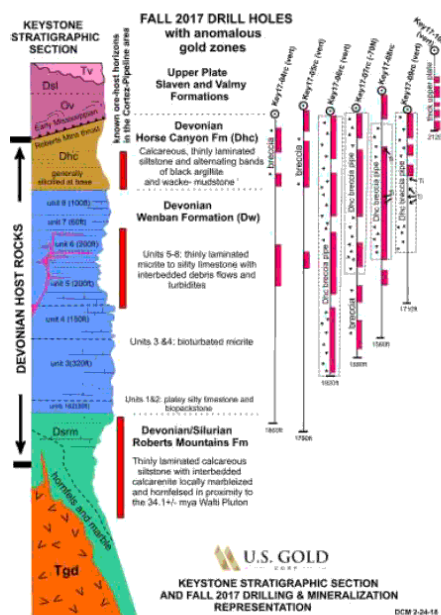 KEYSTONE
STRATIGRAPHIC
SECTION
FALL 2017 DRILL HOLES
with anomalous
gold zones
known ore-host horizons
in the Cortez-Pipeline area
Tv
Dsl
Ov
Early Mississippian
Roberts Mtns thrust
Dhc
generally
silicified at base
Upper Plate
Slaven and Valmy
Formations
Devonian
Horse Canyon Fm (Dhc)
Calcareous, thinly laminated
siltstone and alternating bands
of black argillite
and wacke- mudstone
DEVONIAN HOST ROCKS
unit 8 (100ft)
unit 7 (60ft)
unit 6 (200ft)
unit 5 (200ft)
unit 4 (150ft)
unit 3(320ft)
Devonian
Wenban Formation (Dw)
Units 5-8: thinly laminated
micrite to silty limestone with
interbedded debris flows and
turbidites
Units 3 &4: bioturbated micrite
Units 1&2: platey silty limestone and
biopackstone
Dsrm
hornfels and marble
Tgd
Devonian/Silurian
Roberts Mountains Fm
Thinly laminated calcareous
siltstone with interbedded
calcarenite locally marbleized
and hornfelsed in proximity to
the 34.1+/- mya Walti Pluton
Key17-04rc (vert)
breccia
1860ft
Key17-05rc (vert)
breccia
1790ft
Key17-06rc (vert)
Dhc breccia pipe
1920ft
Key17-07rc (-70N)
Dhc breccia pipe
breccia
Key17-08rc
Dhc breccia pipe
1560ft
Key17-09rc (vert)
Dhc breccia pipe
1710ft
(vert)
thick upper plate
U.S. GOLD
CORP
KEYSTONE STRATIGRAPHIC SECTION
AND FALL 2017 DRILLING & MINERALIZATION
REPRESENTATION
DCM 2-24-18